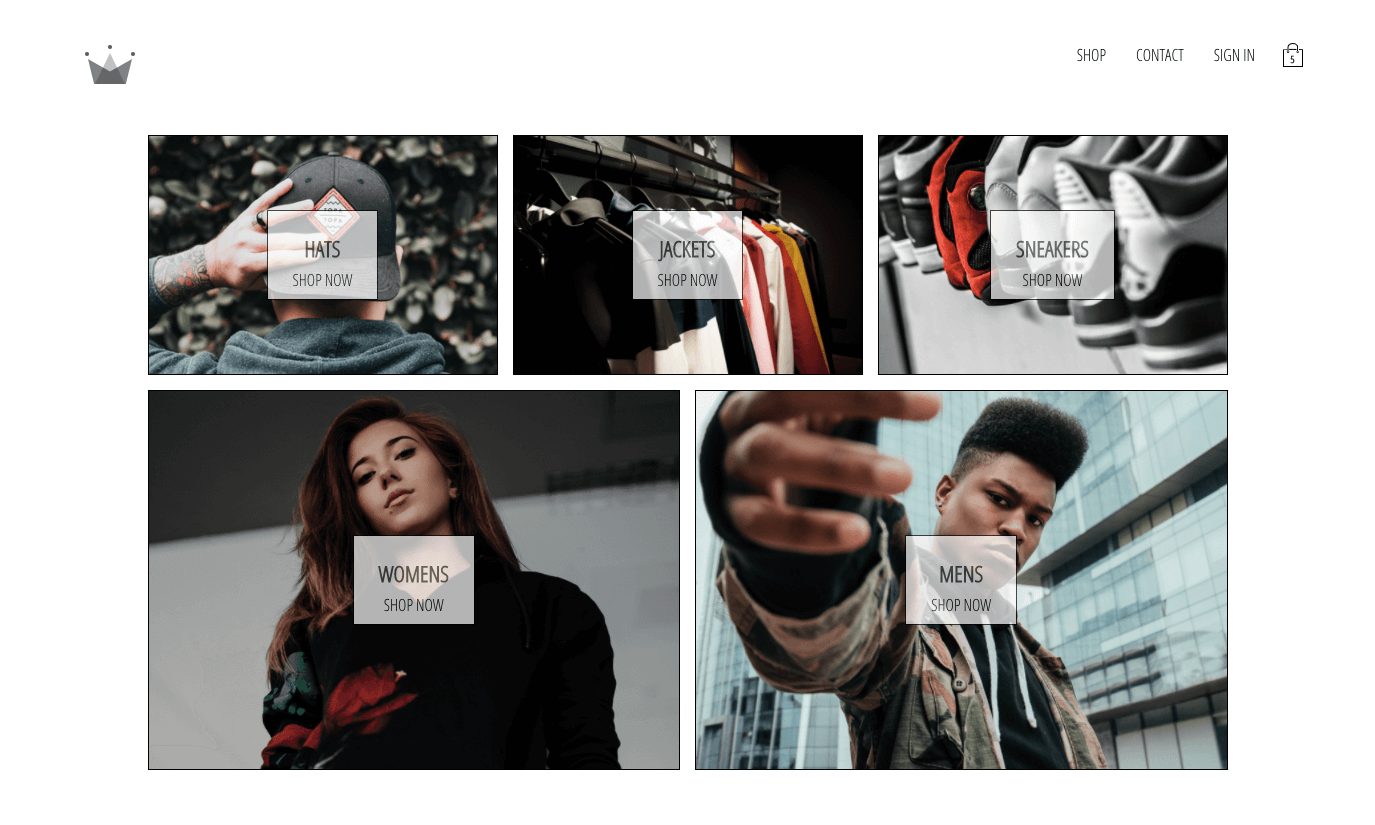 SHOP
CONTACT
SIGN IN
5
HATS
SHOP NOW
JACKETS
SHOP NOW
SNEAKERS
SHOP NOW
WOMENS
SHOP NOW
MENS
SHOP NOW